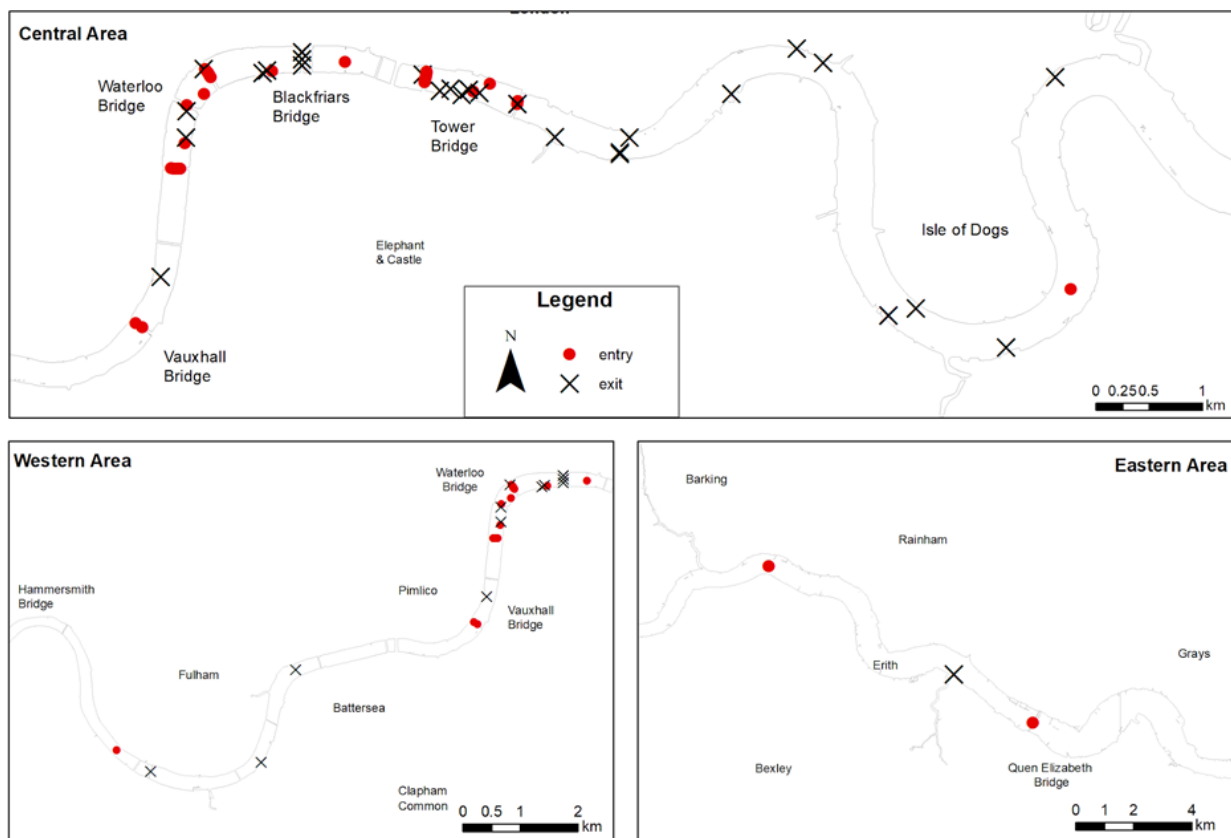 London
Central Area
Waterloo
Bridge
Blackfriars
Bridge
Tower
Bridge
Isle of Dogs
Elephant
& Castle
Vauxhall
Bridge
Legend
N
entry
exit
0 0.250.5 1
km
Western Area
Waterloo
Bridge
Hammersmith
Bridge
Pimlico
Vauxhall
Bridge
Fulham
Battersea
Clapham
Common
0 0.5 1 2
km
Eastern Area
Barking
Rainham
Erith
Grays
Bexley
Quen Elizabeth
Bridge
0 1 2 4
km